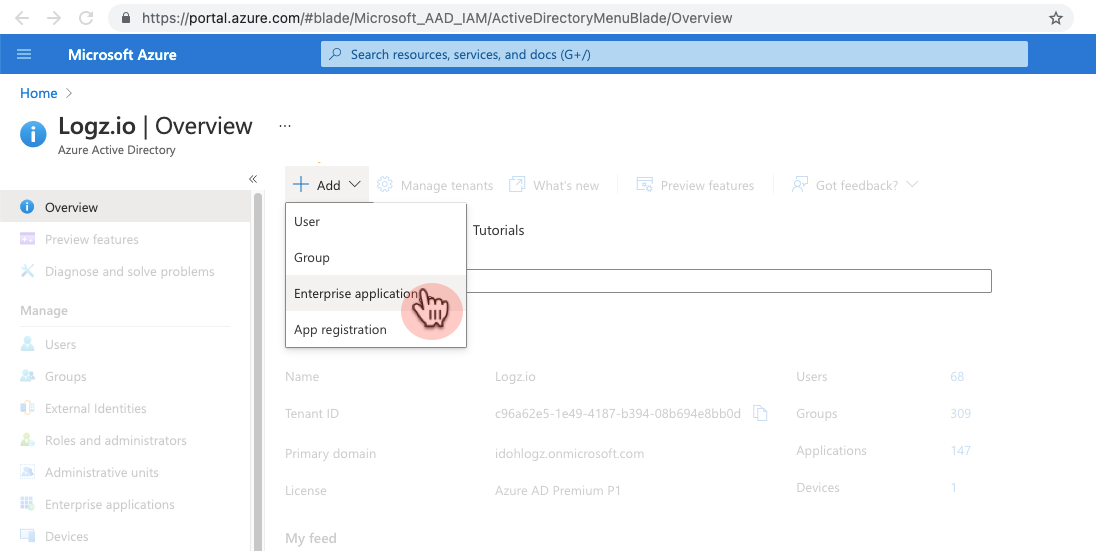 https://portal.azure.com/#blade/Microsoft_AAD_IAM/ActiveDirectoryMenuBlade/Overview
Microsoft Azure
Search resources, services, and docs (G+/)
Home
Logz.io | Overview
...
Azure Active Directory
Add
Manage tenants
What's new
Preview features
Got feedback?
Overview
Preview features
Diagnose and solve problems
Manage
Users
Groups
External Identities
Roles and administrators
Administrative units
Enterprise applications
Devices
User
Group
Enterprise application
App registration
Tutorials
Name Logz.io
Tenant ID c96a62e5-1e49-4187-b394-08b694e8bb0d
Primary domain idohlogz.onmicrosoft.com
License Azure AD Premium P1
Users 68
Groups 309
Applications 147
Devices 1
My feed